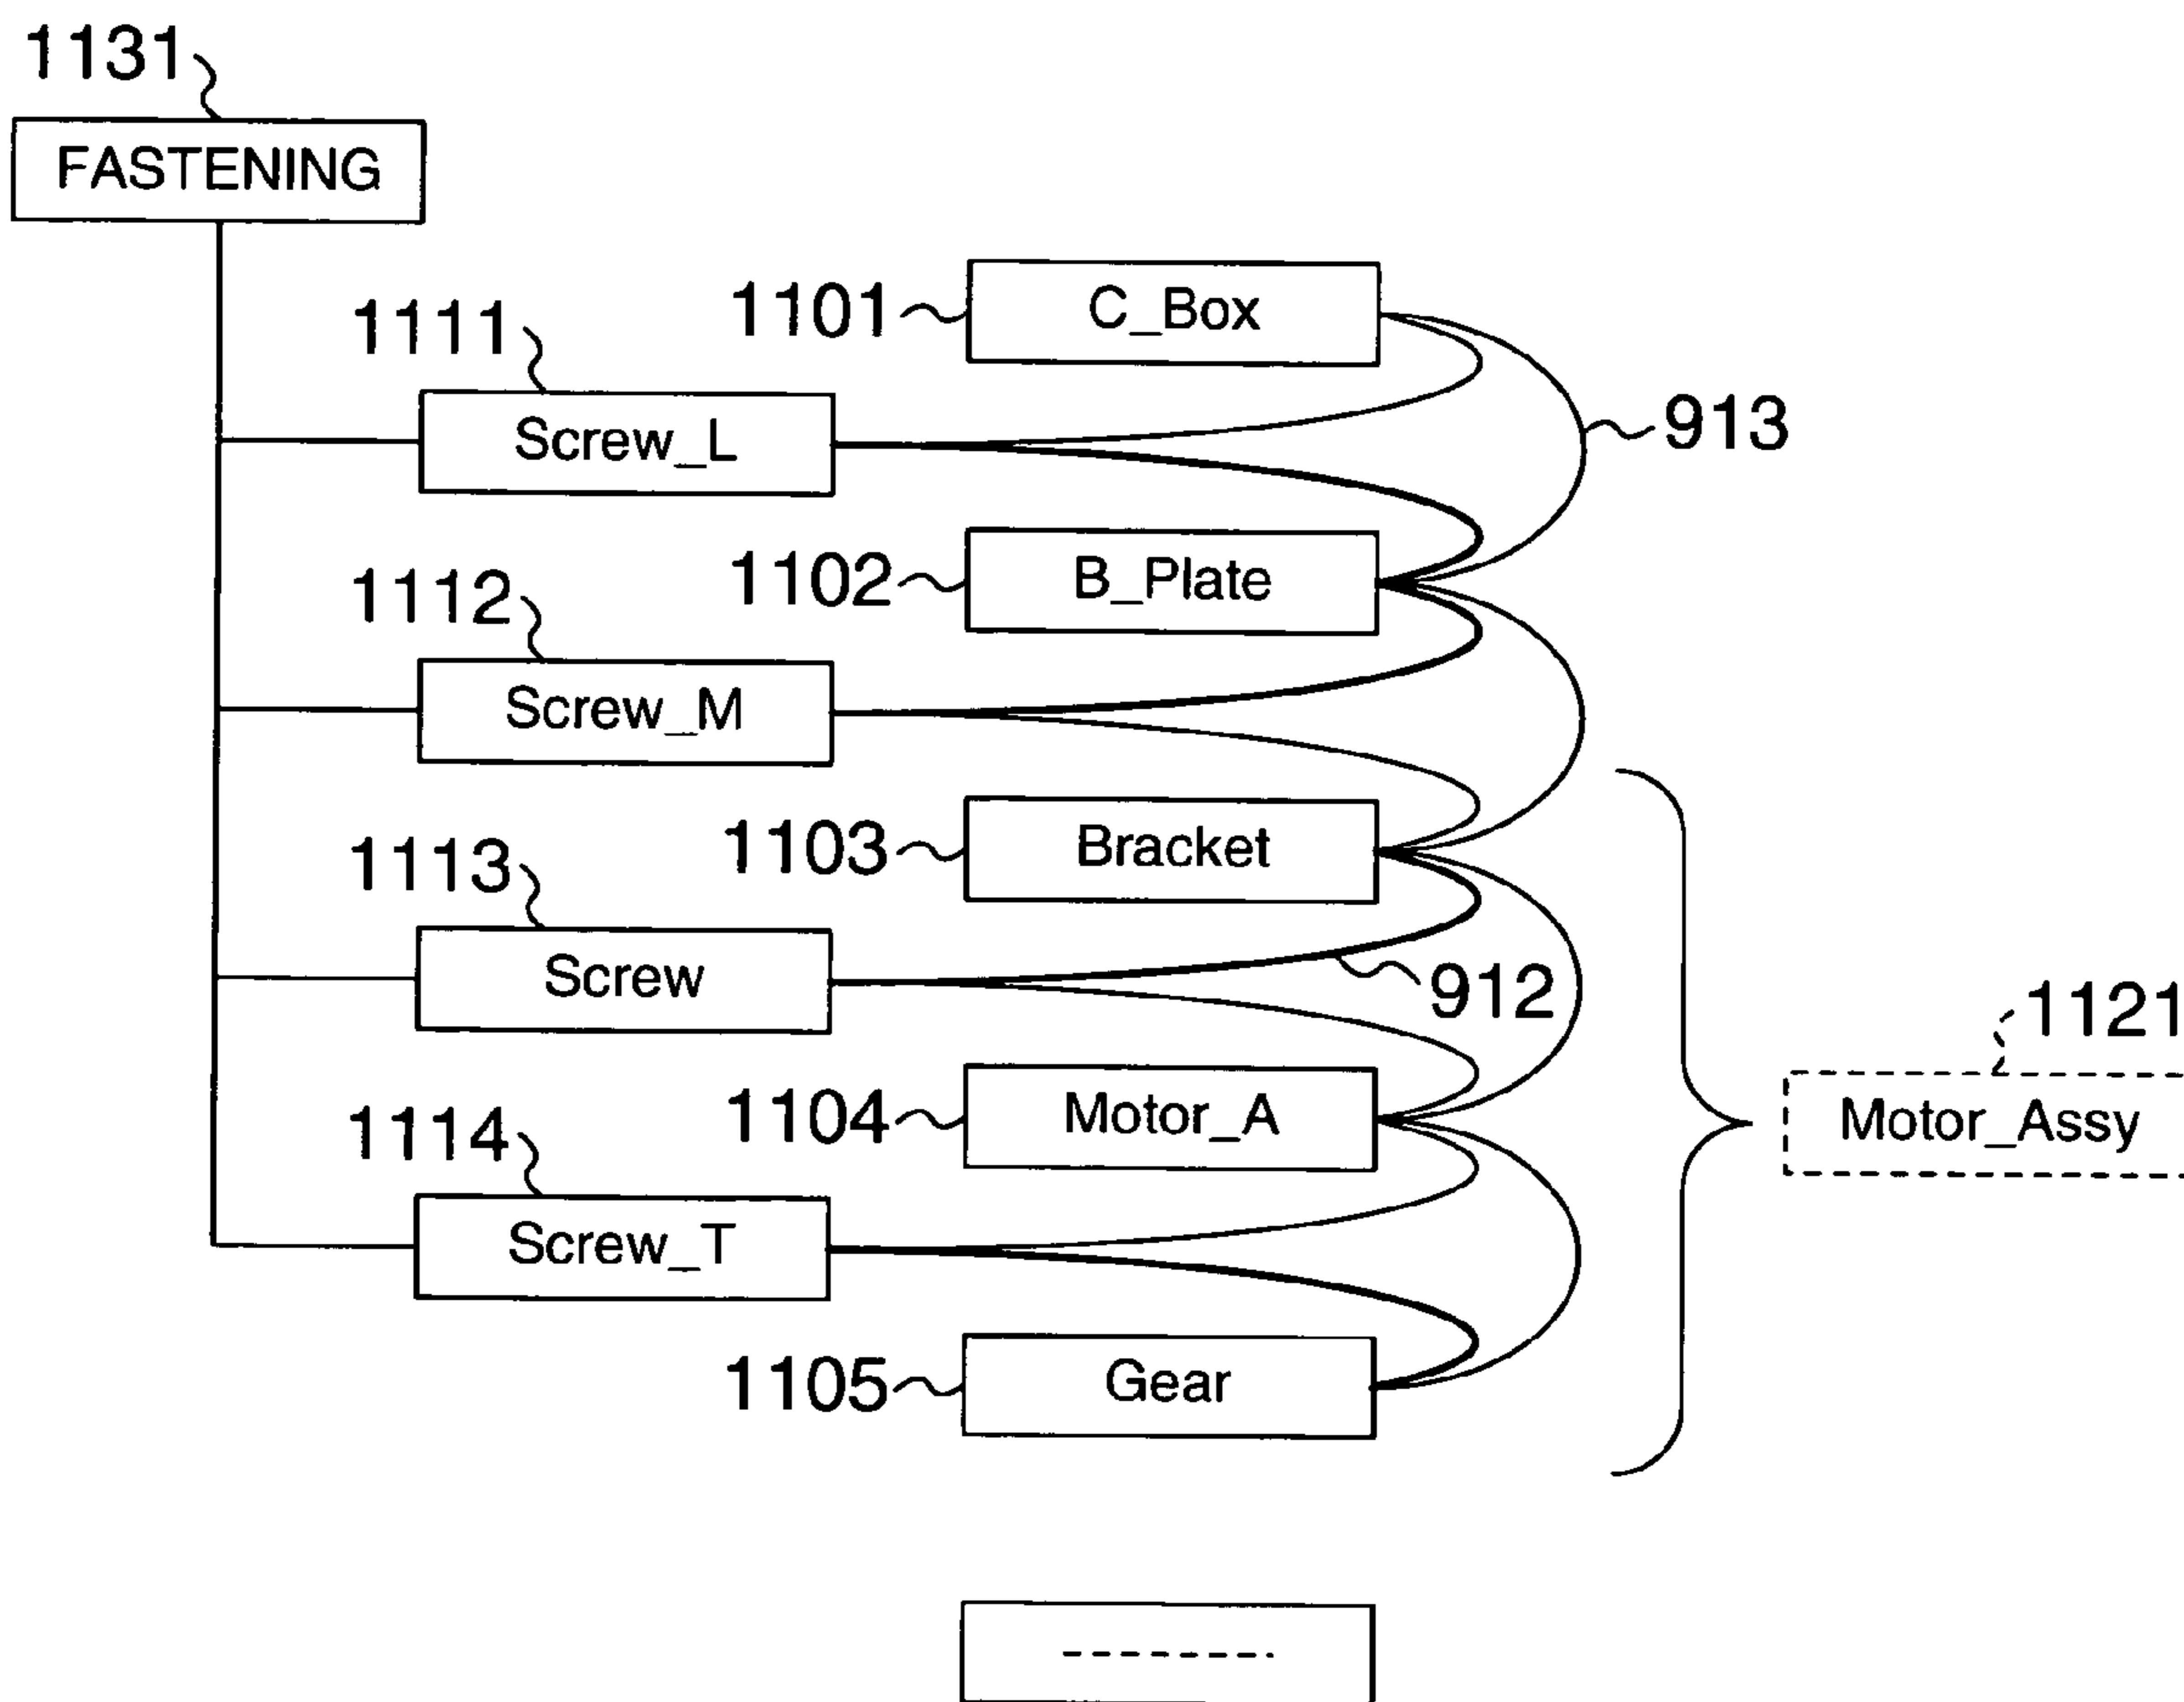 1131
FASTENING
1101
C_Box
1111
Screw_L
913
1102
B_Plate
1112
Screw_M
1103
Bracket
1113
Screw
912
1121
1104
Motor_A
Motor_Assy
1114
Screw_T
1105
Gear